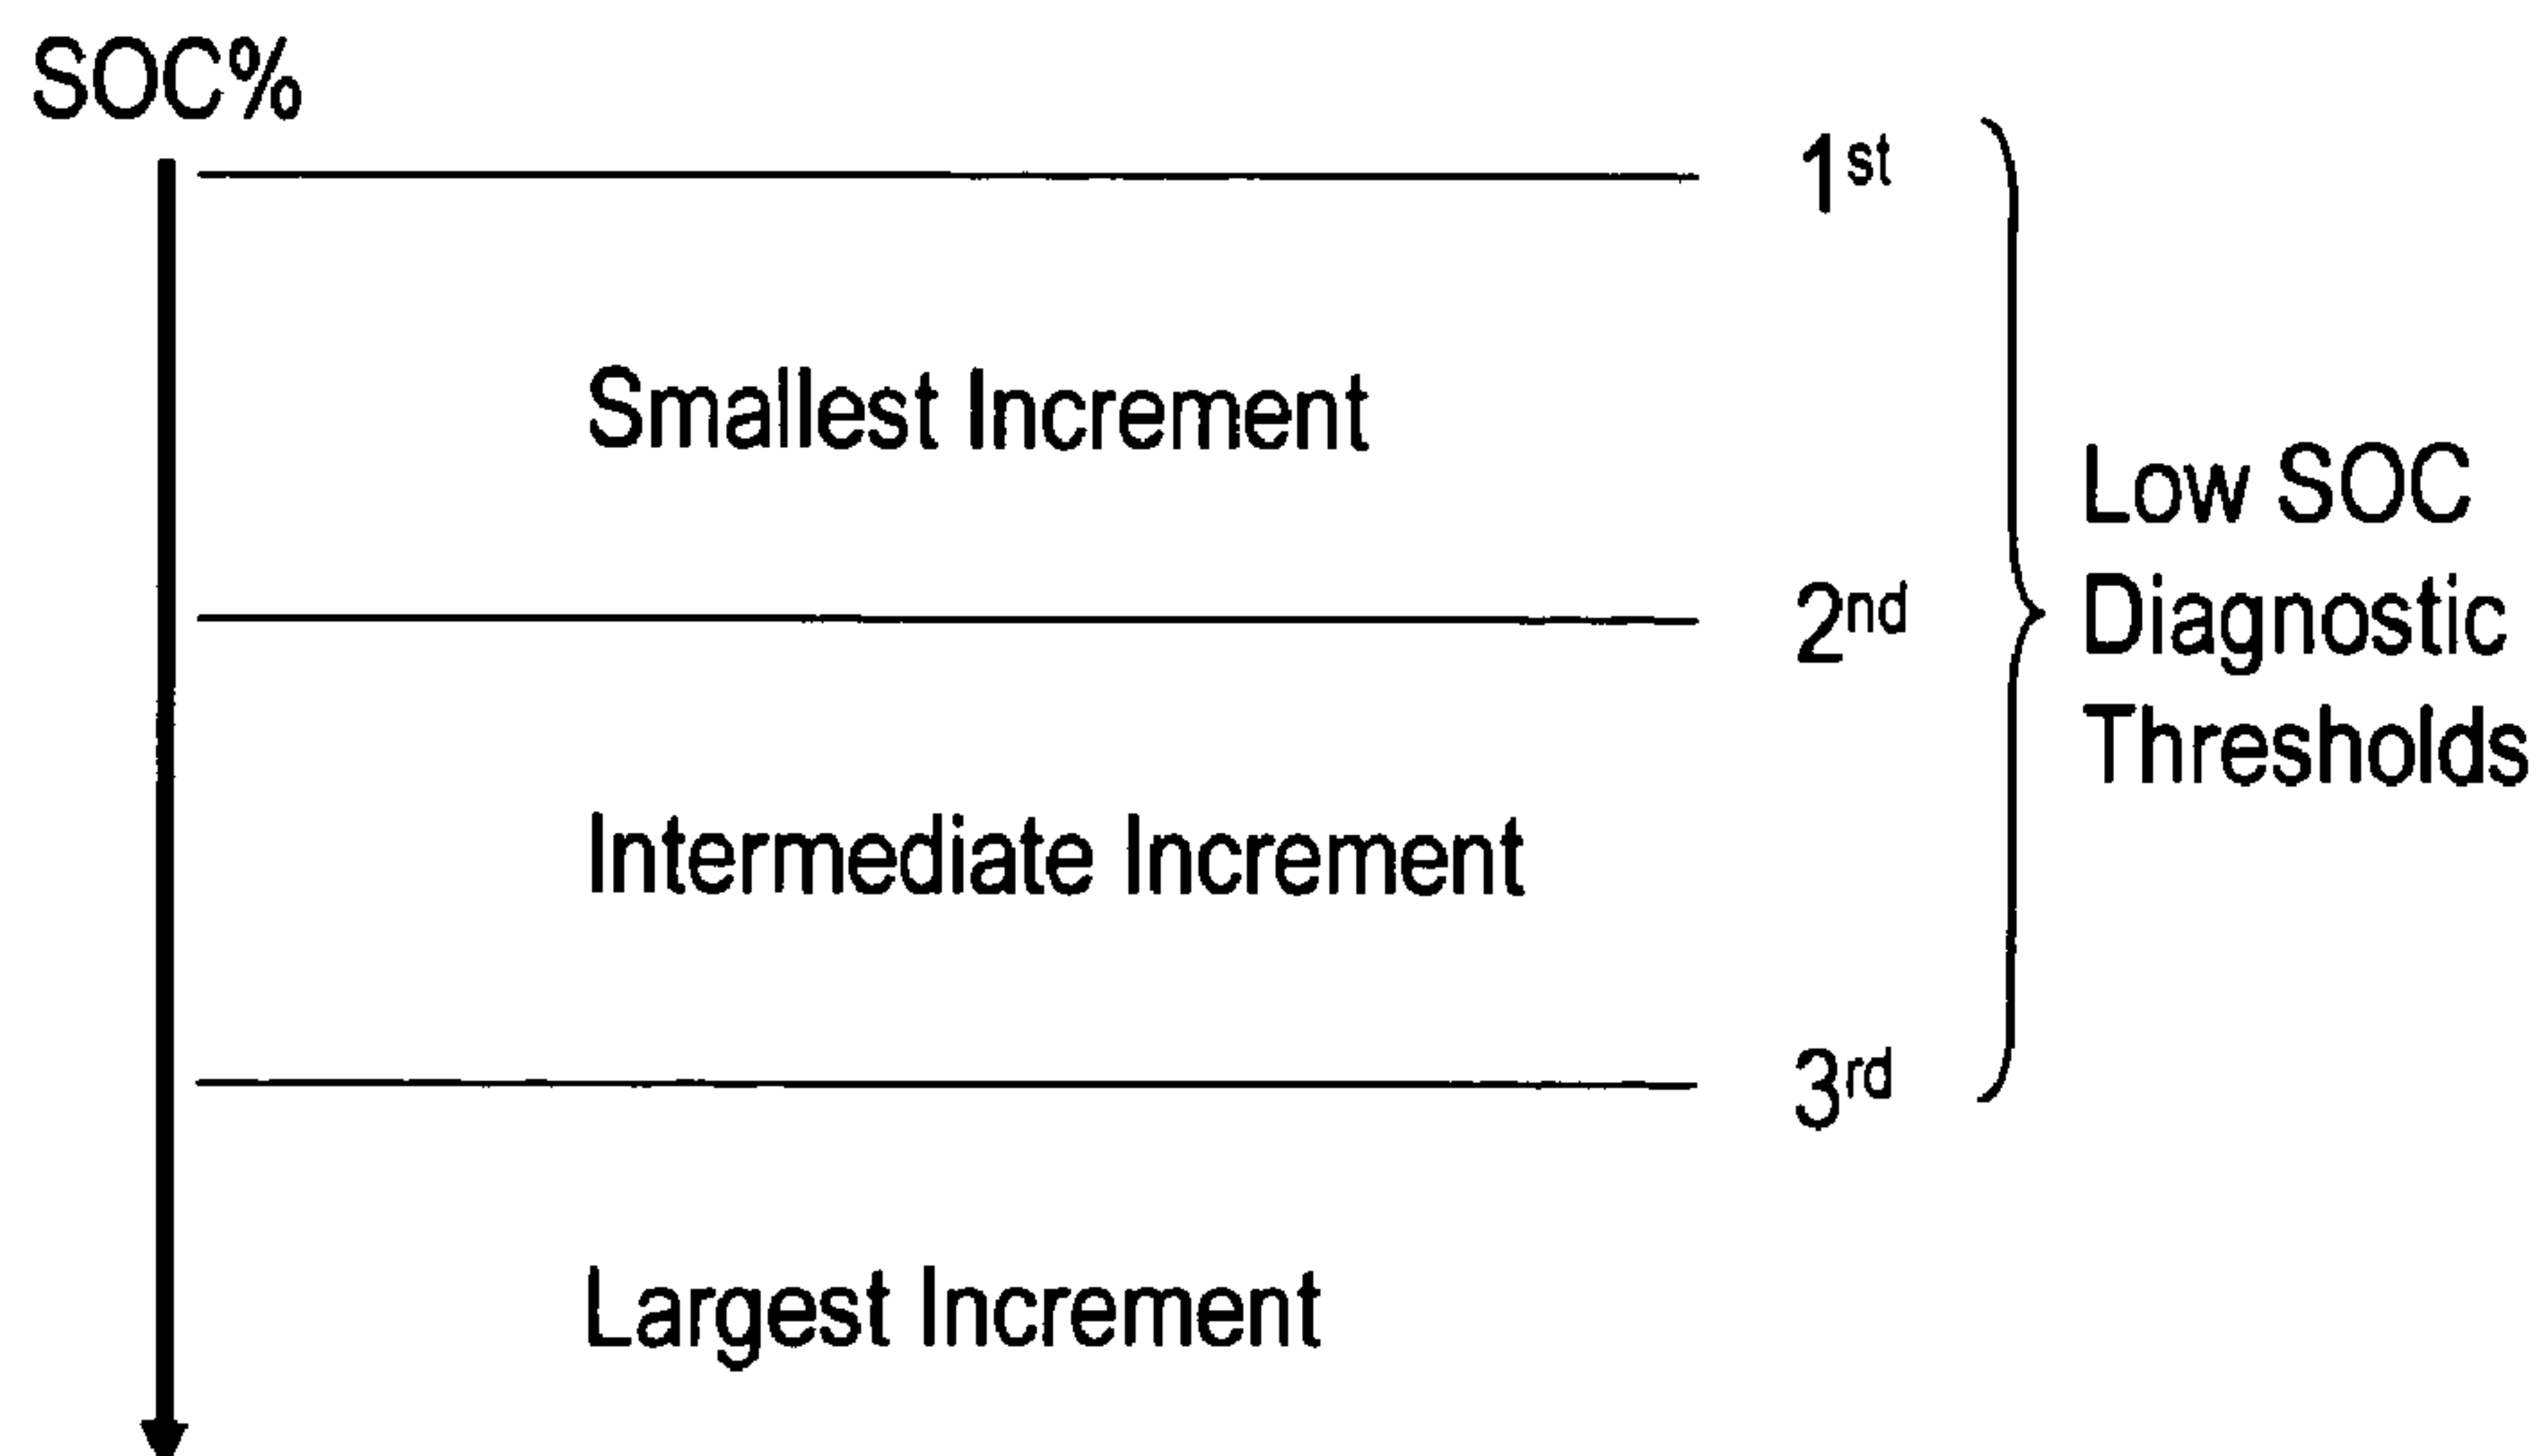 SOC%
1st
Smallest Increment
Low SOC
Diagnostic
Thresholds
2nd
Intermediate Increment
3rd
Largest Increment